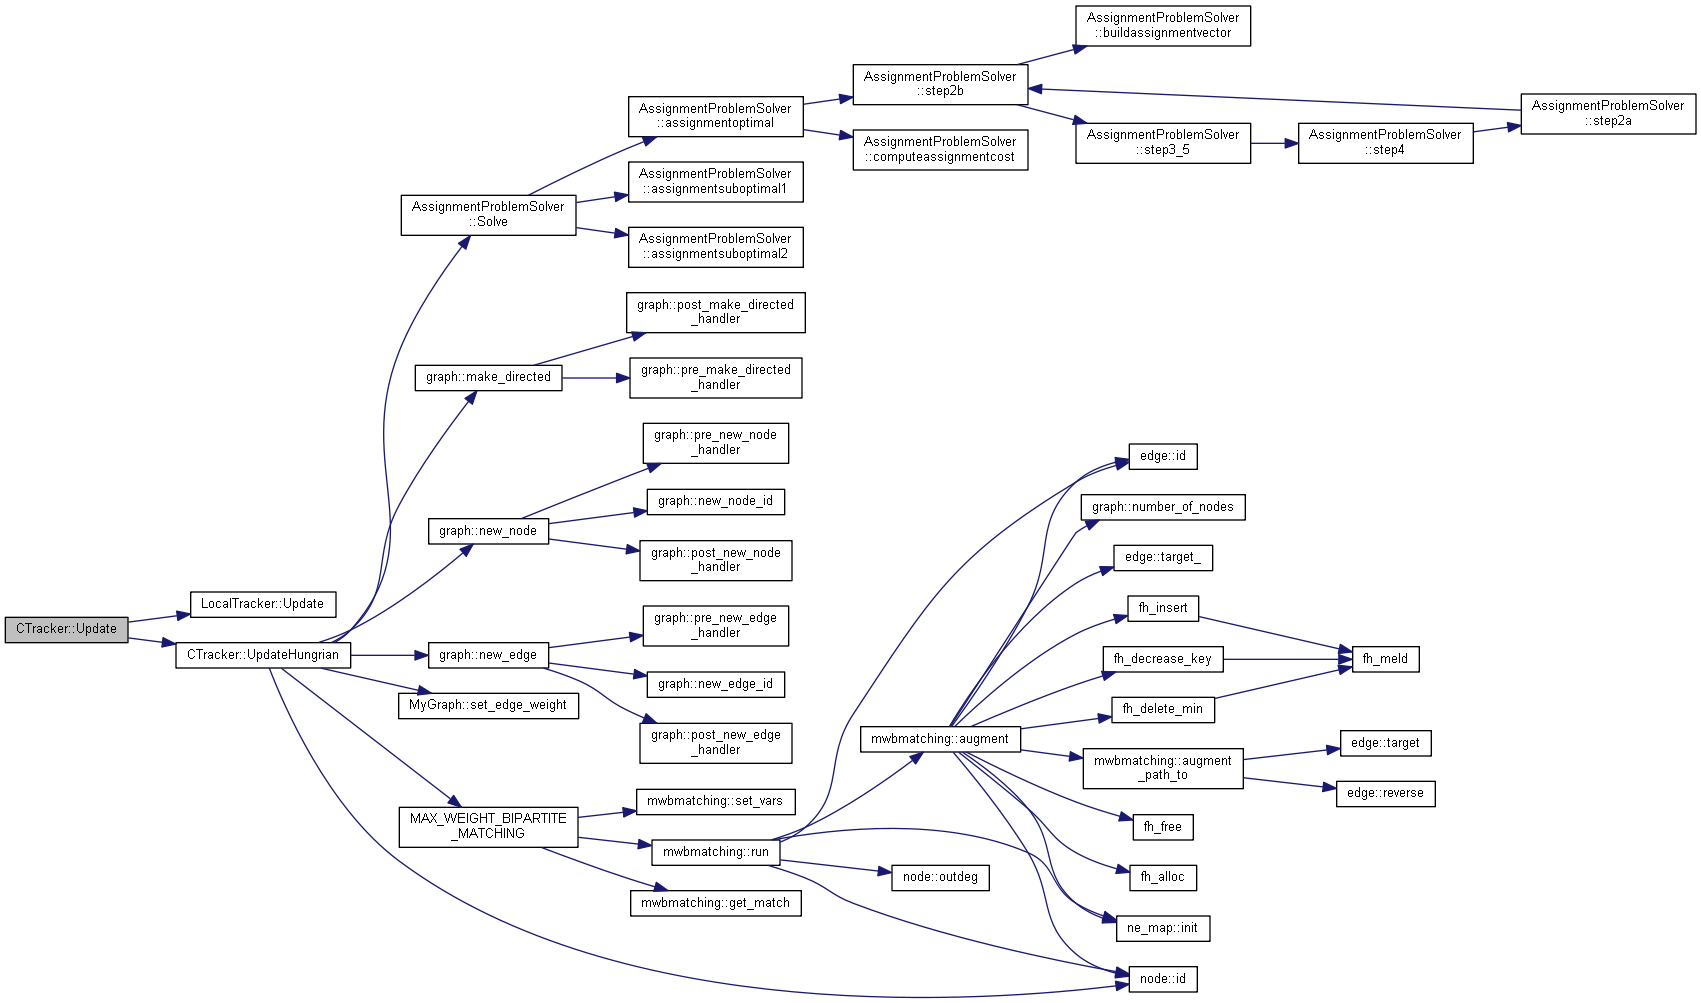 CTracker::Update
LocalTracker::Update
CTracker::UpdateHungrian
AssignmentProblemSolver
::Solve
graph::make_directed
graph::new_node
graph::new_edge
MyGraph::set_edge_weight
MAX_WEIGHT_BIPARTITE
_MATCHING
AssignmentProblemSolver
::assignmentoptimal
AssignmentProblemSolver
::assignmentsuboptimal1
AssignmentProblemSolver
::assignmentsuboptimal2
graph::post_make_directed
_handler
graph::pre_make_directed
_handler
graph::pre_new_node
_handler
graph::new_node_id
graph::post_new_node
_handler
graph::pre_new_edge
_handler
graph::new_edge_id
graph::post_new_edge
_handler
mwbmatching::set_vars
mwbmatching::run
mwbmatching::get_match
AssignmentProblemSolver
::step2b
AssignmentProblemSolver
::computeassignmentcost
mwbmatching::augment
node::outdeg
AssignmentProblemSolver
::buildassignmentvector
AssignmentProblemSolver
::step3_5
edge::id
graph::number_of_nodes
edge::target_
fh_insert
fh_decrease_key
fh_delete_min
mwbmatching::augment
_path_to
fh_free
fh_alloc
ne_map::init
node::id
AssignmentProblemSolver
::step4
fh_meld
edge::target
edge::reverse
AssignmentProblemSolver
::step2a